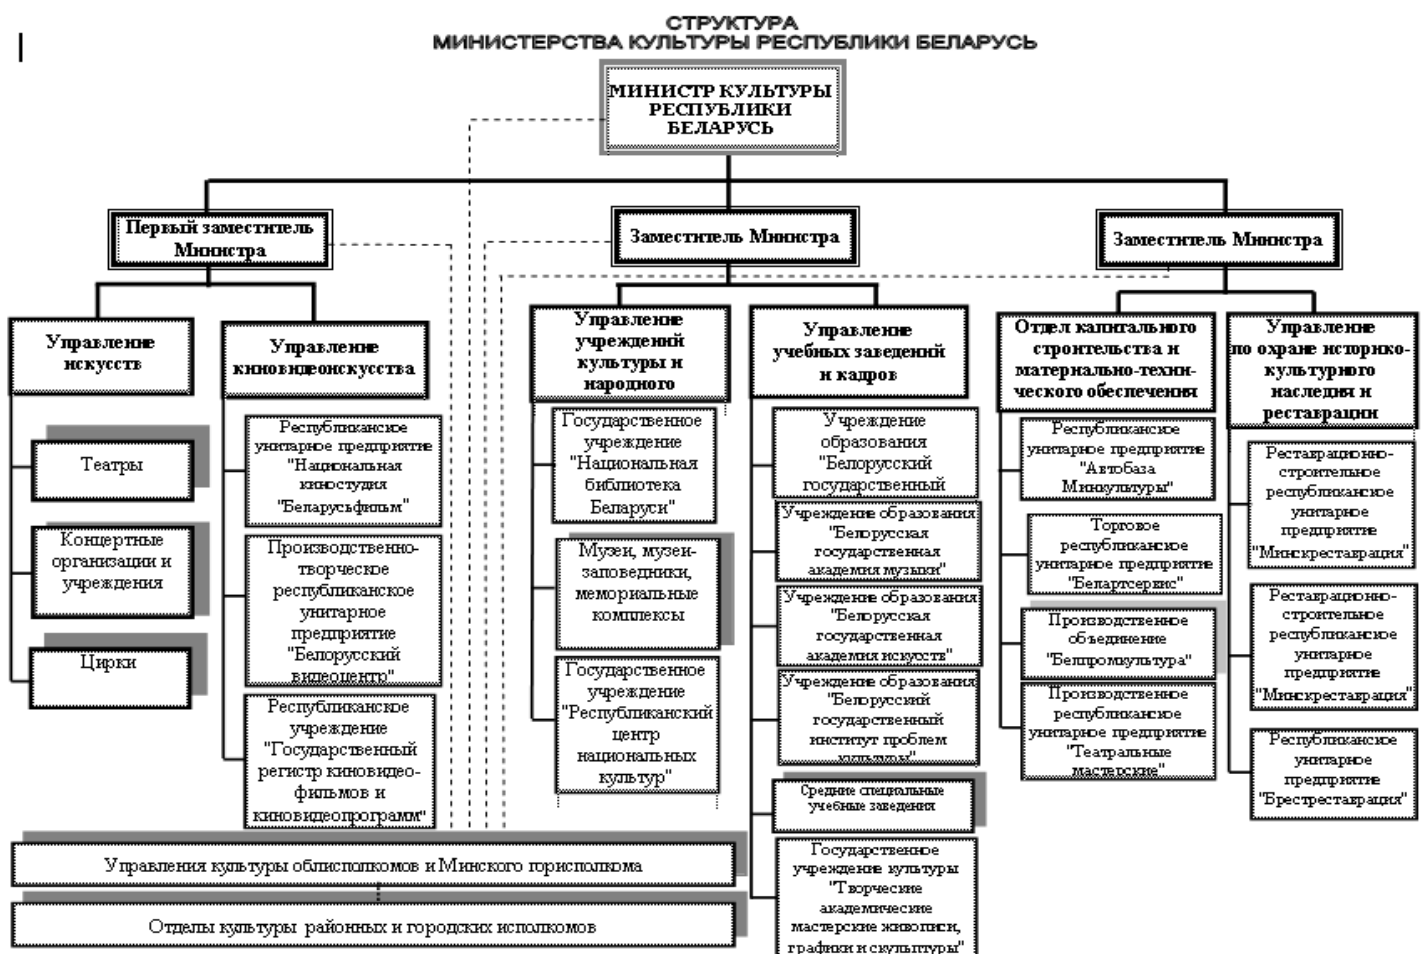 СТРУКТУРА
МИНИСТЕРСТВА КУЛЬТУРЫ РЕСПУБЛИКИ БЕЛАРУСЬ
МИНИСТР КУЛЬТУРЫ
РЕСПУБЛИКИ
БЕЛАРУСЬ
Первый заместитель
Министра
Заместитель Министра
Заместитель Министра
Управление
искусств
Управление
киновидеоискусства
Управление
учреждений
культуры и
народного
Управление
учебных заведений
и кадров
Отдел капитального
строительства и
материально-техни-
ческого обеспечения
Управление
по охране историко-
культурного
наследия и
реставрации
Театры
Концертные
организации и
учреждения
Цирки
Республиканское
унитарное предприятие
"Национальная
киностудия
"Беларусьфильм"
Производственно-
творческое
республиканское
унитарное
предприятие
"Белорусский
видеоцентр"
Республиканское
учреждение
"Государственный
регистр киновидео-
фильмов и
киновидеопрограмм"
Государственное
учреждение
"Национальная
библиотека
Беларуси"
Музеи, музеи-
заповедники,
мемориальные
комплексы
Государственное
учреждение
"Республиканский
центр
национальных
культур"
Учреждение
образования
"Белорусский
государственный
Учреждение образования
"Белорусская
государственная
академия музыки"
Учреждение образования
"Белорусская
государственная
академия искусств"
Учреждение образования
"Белорусский
государственный
институт проблем
культуры"
Средние специальные
учебные заведения
Государственное
учреждение культуры
"Творческие
академические
мастерские живописи,
графики и скульптуры"
Республиканское
унитарное предприятие
"Автобаза
Минкультуры"
Торговое
республиканское
унитарное предприятие
"Белартсервис"
Производственное
объединение
"Белпромкультура"
Производственное
республиканское
унитарное предприятие
"Театральные
мастерские"
Реставрационно-
строительное
республиканское
унитарное
предприятие
"Минскреставрация"
Реставрационно-
строительное
республиканское
унитарное
предприятие
"Минскреставрация"
Республиканское
унитарное
предприятие
"Брестреставрация"
Управления культуры облисполкомов и Минского горисполкома
Отделы культуры районных и городских исполкомов